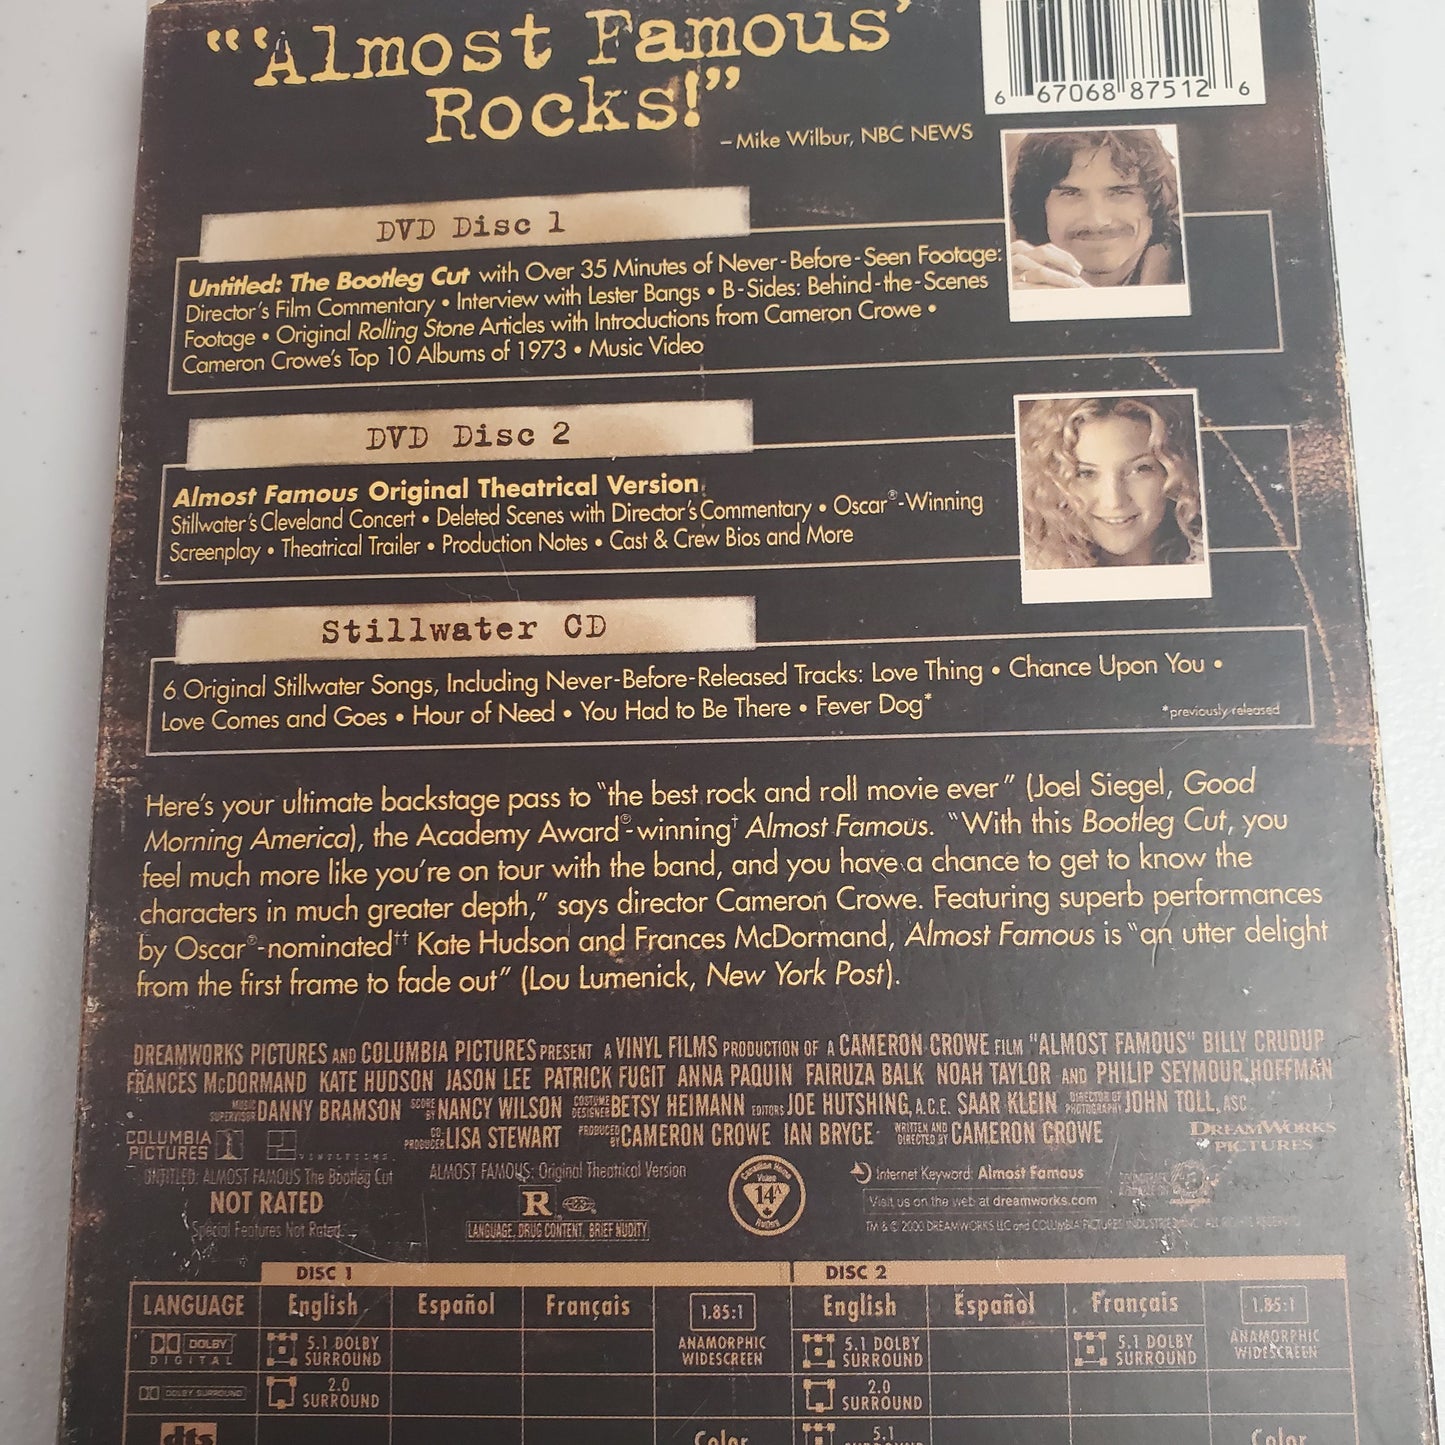 "'Almost Famous'
Rocks!"
– Mike Wilbur, NBC NEWS
6 67068 87512 6
DVD Disc 1
Untitled: The Bootleg Cut with Over 35 Minutes of Never-Before-Seen Footage:
Director's Film Commentary • Interview with Lester Bangs • B-Sides: Behind-the-Scenes
Footage • Original Rolling Stone Articles with Introductions from Cameron Crowe •
Cameron Crowe's Top 10 Albums of 1973 • Music Video
DVD Disc 2
Almost Famous Original Theatrical Version
Stillwater's Cleveland Concert • Deleted Scenes with Director's Commentary • Oscar®-Winning
Screenplay • Theatrical Trailer • Production Notes • Cast & Crew Bios and More
Stillwater CD
6 Original Stillwater Songs, Including Never-Before-Released Tracks: Love Thing • Chance Upon You •
Love Comes and Goes • Hour of Need • You Had to Be There • Fever Dog*
*previously released
Here's your ultimate backstage pass to "the best rock and roll movie ever" (Joel Siegel, Good
Morning America), the Academy Award®-winning† Almost Famous. "With this Bootleg Cut, you
feel much more like you're on tour with the band, and you have a chance to get to know the
characters in much greater depth," says director Cameron Crowe. Featuring superb performances
by Oscar®-nominated†† Kate Hudson and Frances McDormand, Almost Famous is "an utter delight
from the first frame to fade out" (Lou Lumenick, New York Post).
DREAMWORKS PICTURES AND COLUMBIA PICTURES PRESENT A VINYL FILMS PRODUCTION OF A CAMERON CROWE FILM "ALMOST FAMOUS" BILLY CRUDUP
FRANCES McDORMAND KATE HUDSON JASON LEE PATRICK FUGIT ANNA PAQUIN FAIRUZA BALK NOAH TAYLOR AND PHILIP SEYMOUR HOFFMAN
MUSIC SUPERVISOR DANNY BRAMSON SCORE BY NANCY WILSON COSTUME DESIGNER BETSY HEIMANN EDITORS JOE HUTSHING, A.C.E. SAAR KLEIN DIRECTOR OF PHOTOGRAPHY JOHN TOLL, ASC
CO-PRODUCER LISA STEWART PRODUCED BY CAMERON CROWE IAN BRYCE WRITTEN AND DIRECTED BY CAMERON CROWE
COLUMBIA PICTURES VINYL FILMS DREAMWORKS PICTURES
UNTITLED: ALMOST FAMOUS The Bootleg Cut
NOT RATED
Special Features Not Rated
ALMOST FAMOUS: Original Theatrical Version
R
LANGUAGE, DRUG CONTENT, BRIEF NUDITY
Canadian Home Video 14A Ratings
Internet Keyword: Almost Famous
Visit us on the web at dreamworks.com
TM & © 2000 DREAMWORKS LLC and COLUMBIA PICTURES INDUSTRIES, INC. ALL RIGHTS RESERVED
DISC 1 DISC 2
LANGUAGE English Español Français 1.85:1 English Español Français 1.85:1
DOLBY DIGITAL 5.1 DOLBY SURROUND ANAMORPHIC WIDESCREEN 5.1 DOLBY SURROUND 5.1 DOLBY SURROUND ANAMORPHIC WIDESCREEN
DOLBY SURROUND 2.0 SURROUND 2.0 SURROUND
dts Color 5.1 Color